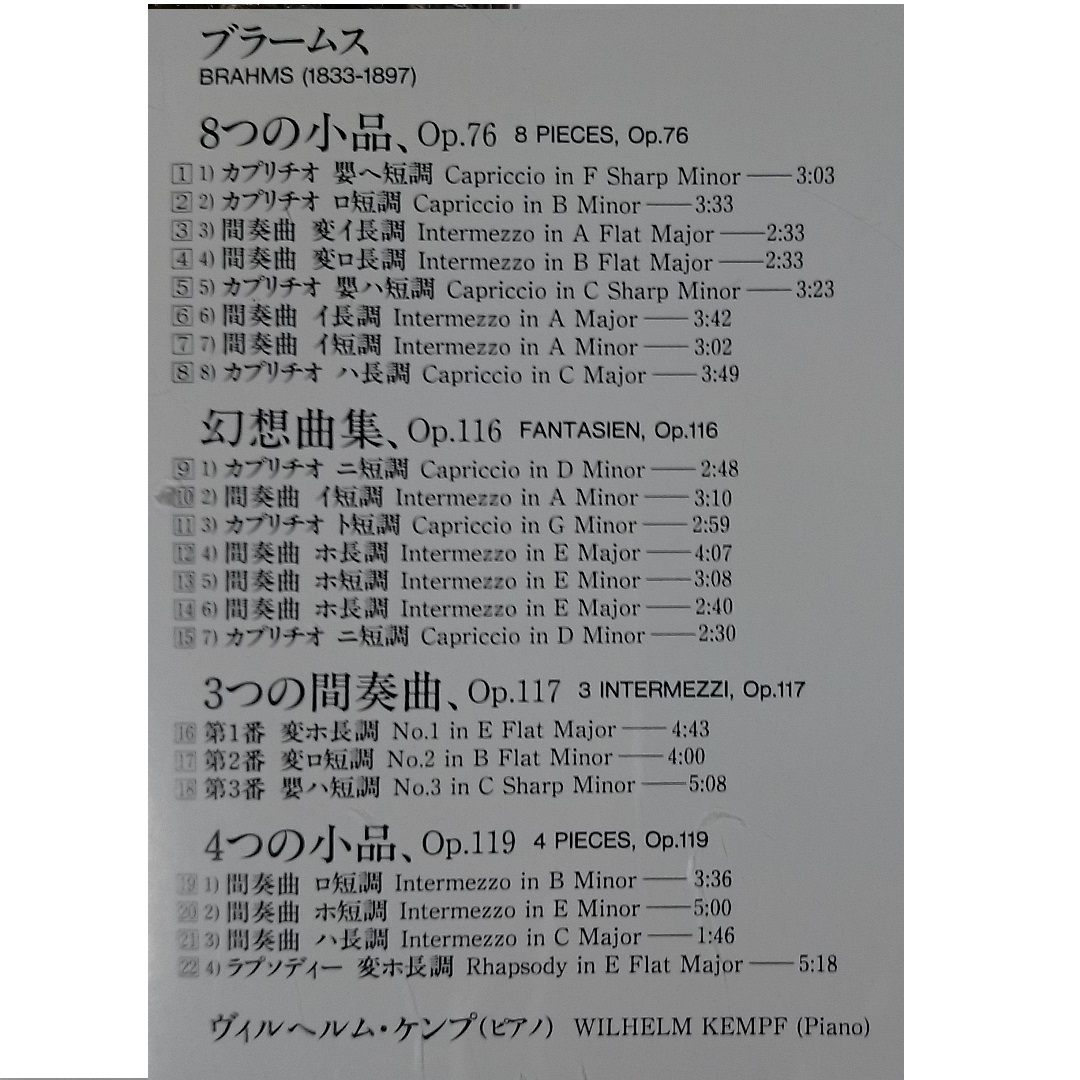 ブラームス
BRAHMS (1833-1897)
8つの小品、Op.76 8 PIECES, Op.76
1 1) カプリチオ 嬰ヘ短調 Capriccio in F Sharp Minor — 3:03
2 2) カプリチオ ロ短調 Capriccio in B Minor — 3:33
3 3) 間奏曲 変イ長調 Intermezzo in A Flat Major — 2:33
4 4) 間奏曲 変ロ長調 Intermezzo in B Flat Major — 2:33
5 5) カプリチオ 嬰ハ短調 Capriccio in C Sharp Minor — 3:23
6 6) 間奏曲 イ長調 Intermezzo in A Major — 3:42
7 7) 間奏曲 イ短調 Intermezzo in A Minor — 3:02
8 8) カプリチオ ハ長調 Capriccio in C Major — 3:49
幻想曲集、Op.116 FANTASIEN, Op.116
9 1) カプリチオ ニ短調 Capriccio in D Minor — 2:48
10 2) 間奏曲 イ短調 Intermezzo in A Minor — 3:10
11 3) カプリチオ ト短調 Capriccio in G Minor — 2:59
12 4) 間奏曲 ホ長調 Intermezzo in E Major — 4:07
13 5) 間奏曲 ホ短調 Intermezzo in E Minor — 3:08
14 6) 間奏曲 ホ長調 Intermezzo in E Major — 2:40
15 7) カプリチオ ニ短調 Capriccio in D Minor — 2:30
3つの間奏曲、Op.117 3 INTERMEZZI, Op.117
16 第1番 変ホ長調 No.1 in E Flat Major — 4:43
17 第2番 変ロ短調 No.2 in B Flat Minor — 4:00
18 第3番 嬰ハ短調 No.3 in C Sharp Minor — 5:08
4つの小品、Op.119 4 PIECES, Op.119
19 1) 間奏曲 ロ短調 Intermezzo in B Minor — 3:36
20 2) 間奏曲 ホ短調 Intermezzo in E Minor — 5:00
21 3) 間奏曲 ハ長調 Intermezzo in C Major — 1:46
22 4) ラプソディー 変ホ長調 Rhapsody in E Flat Major — 5:18
ヴィルヘルム・ケンプ(ピアノ) WILHELM KEMPF (Piano)